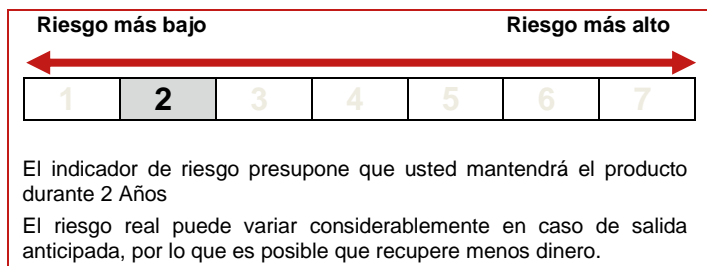 Riesgo más bajo Riesgo más alto
1 2 3 4 5 6 7
El indicador de riesgo presupone que usted mantendrá el producto
durante 2 Años
El riesgo real puede variar considerablemente en caso de salida
anticipada, por lo que es posible que recupere menos dinero.